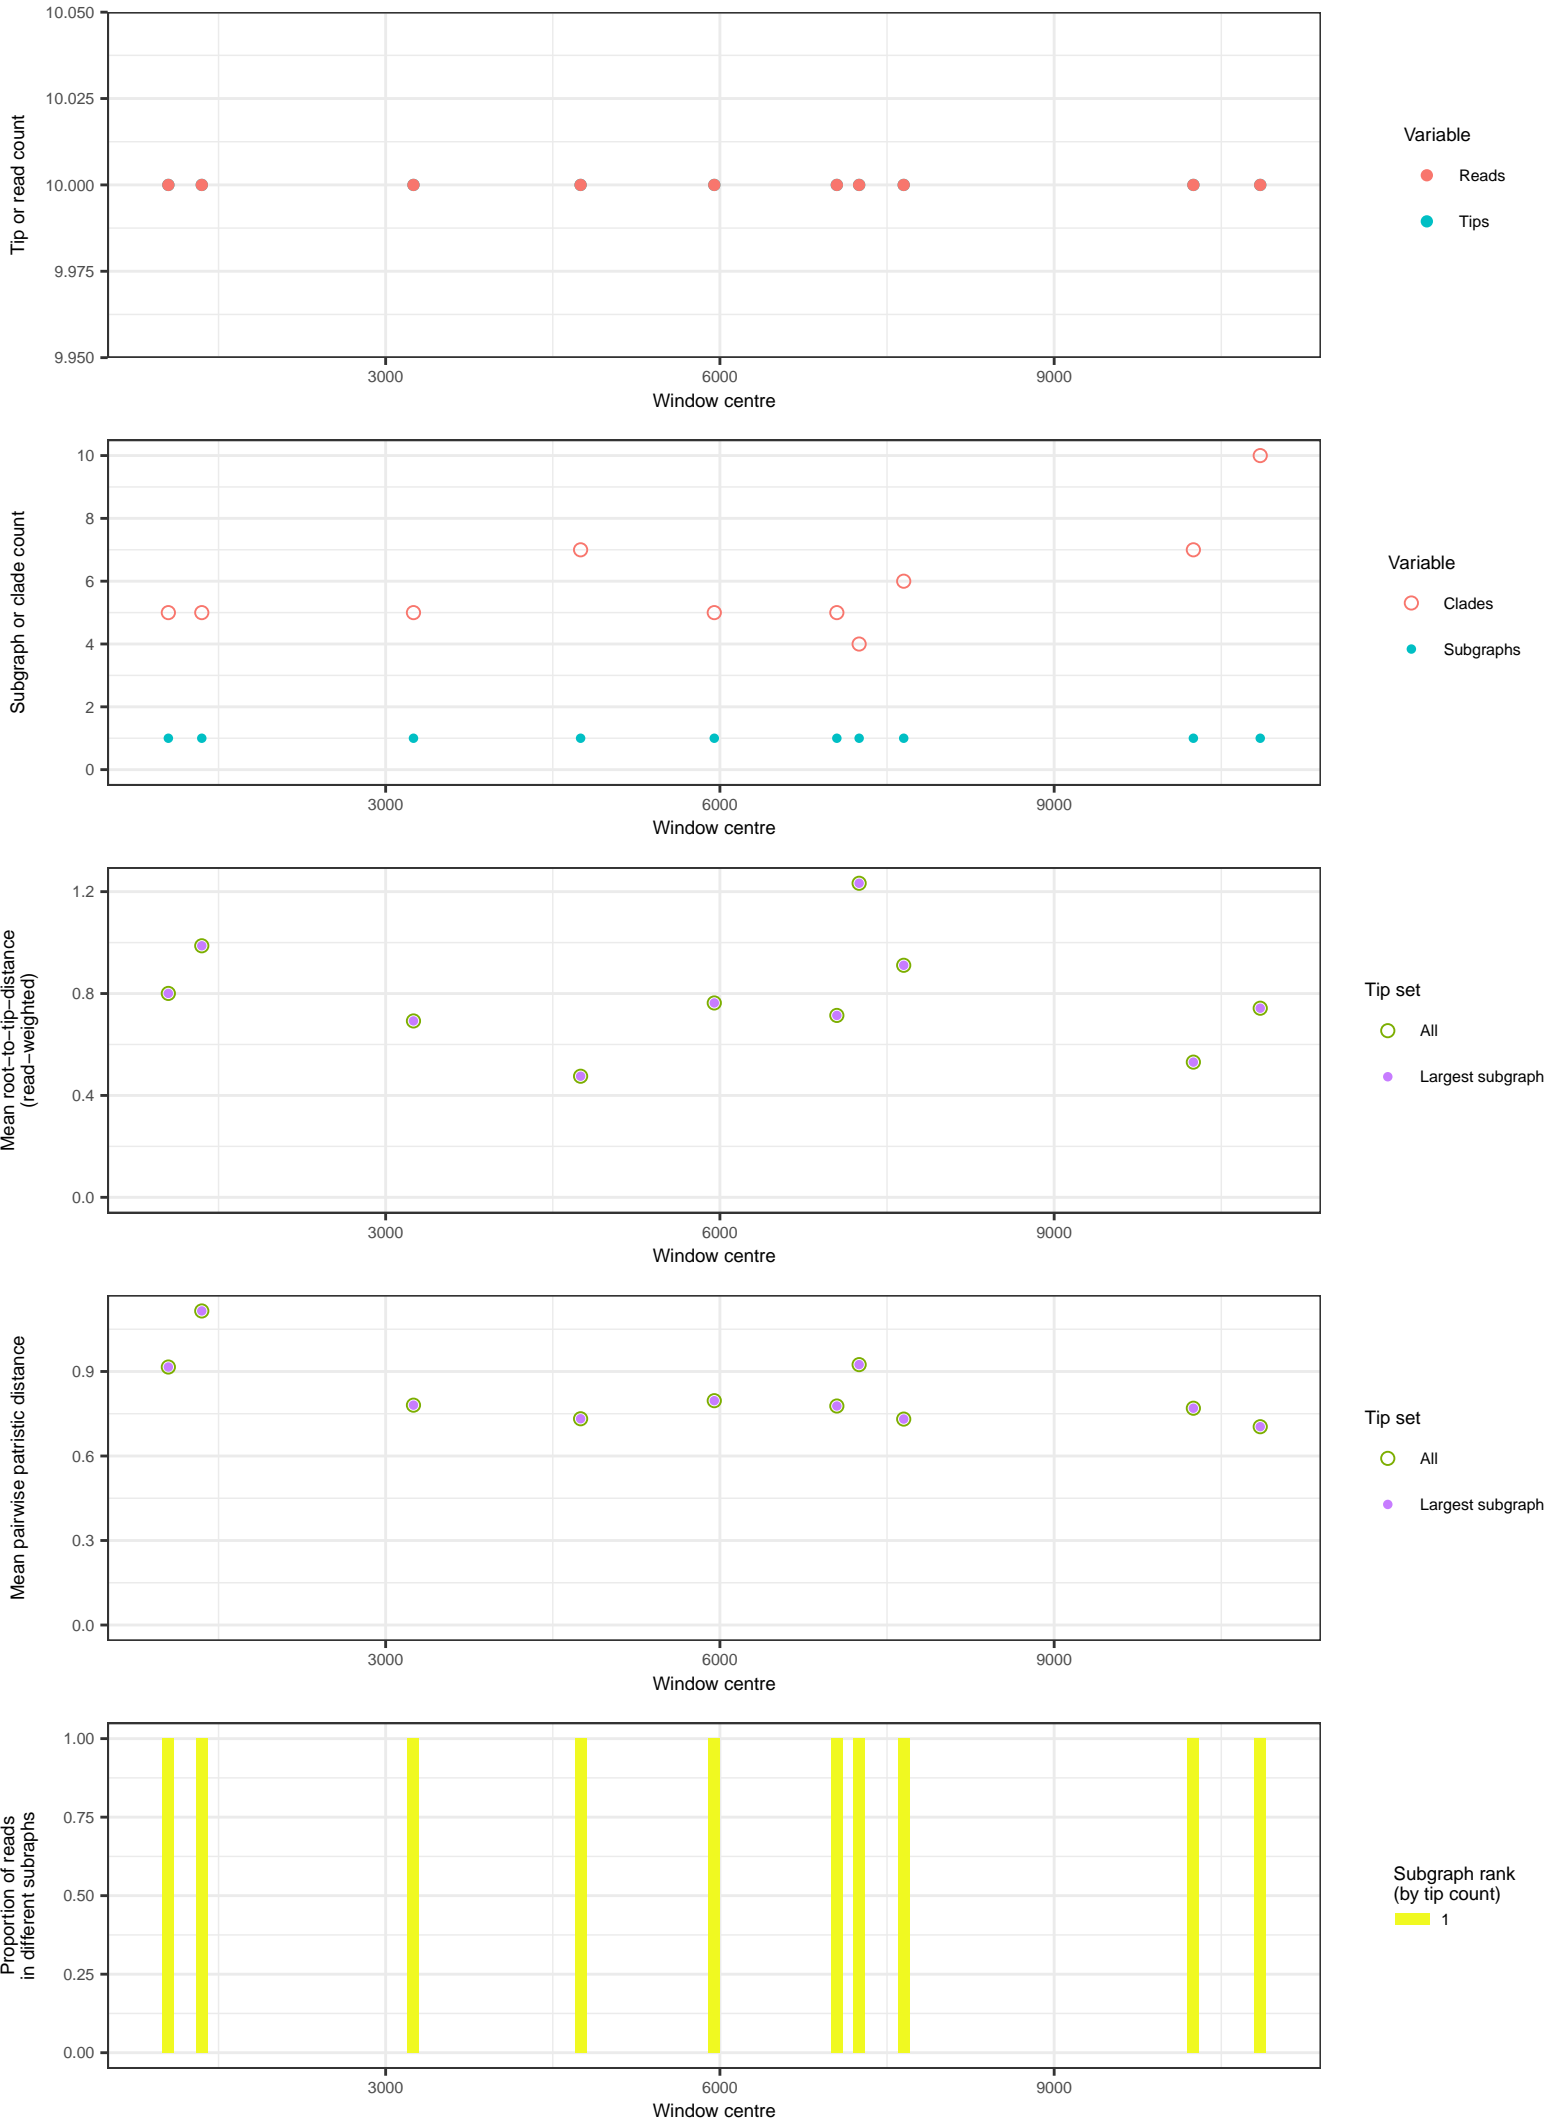 10.050
10.025
10.000
9.975
9.950
Tip or read count
3000
6000
9000
Window centre
Variable
Reads
Tips
10
8
6
4
2
0
Subgraph or clade count
3000
6000
9000
Window centre
Variable
Clades
Subgraphs
1.2
0.8
0.4
0.0
Mean root−to−tip−distance
(read−weighted)
3000
6000
9000
Window centre
Tip set
All
Largest subgraph
0.9
0.6
0.3
0.0
Mean pairwise patristic distance
3000
6000
9000
Window centre
Tip set
All
Largest subgraph
1.00
0.75
0.50
0.25
0.00
Proportion of reads
in different subraphs
3000
6000
9000
Window centre
Subgraph rank
(by tip count)
1